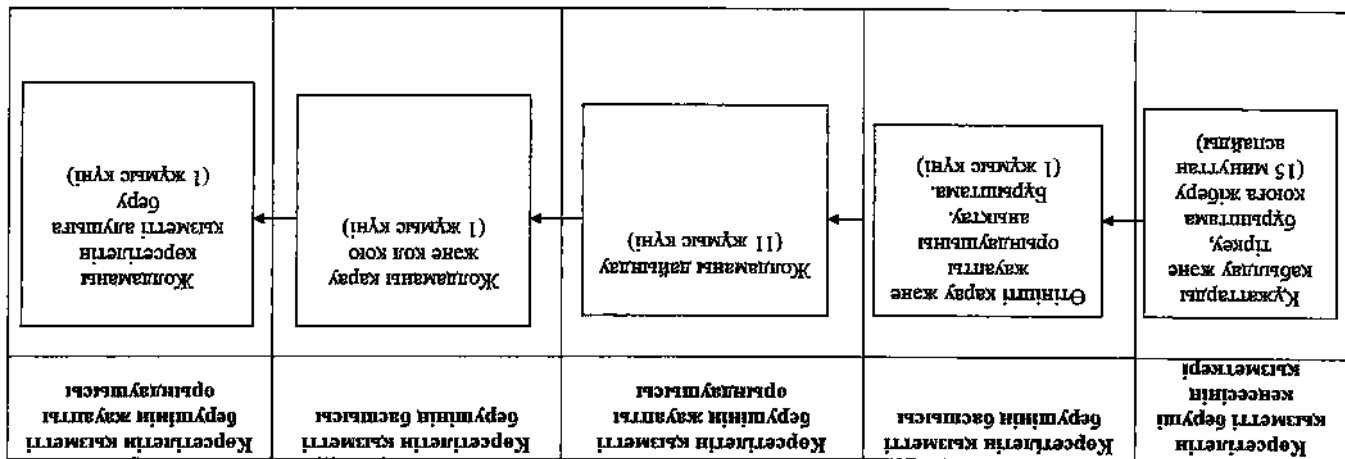 Көрсетілетін
қызметті беруші
кеңсесінің
қызметкері
Көрсетілетін қызметті
берушінің басшысы
Көрсетілетін қызметті
берушінің жауапты
орындаушысы
Көрсетілетін қызметті
берушінің басшысы
Көрсетілетін қызметті
берушінің жауапты
орындаушысы
Құжаттарды
қабылдау және
тіркеу,
бұрыштама
қоюға жіберу
(15 минуттан
аспайды)
Өтінішті қарау және
жауапты
орындаушыны
анықтау.
Бұрыштама.
(1 жұмыс күні)
Жолдаманы дайындау
(11 жұмыс күні)
Жолдаманы қарау
және қол қою
(1 жұмыс күні)
Жолдаманы
көрсетілетін
қызметті алушыға
беру
(1 жұмыс күні)